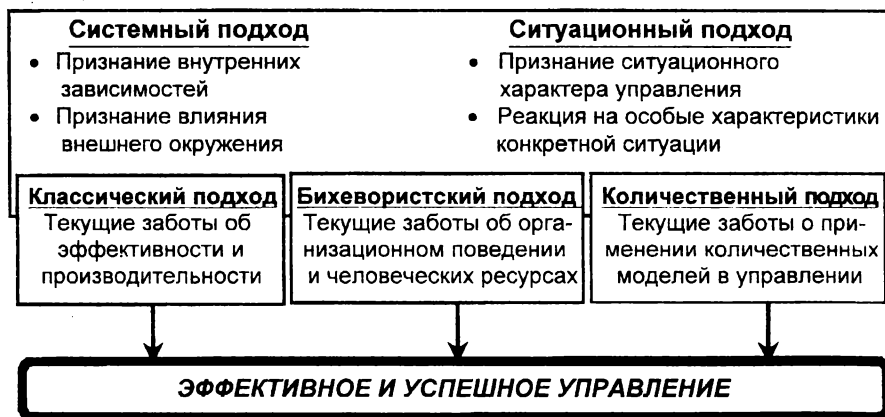 Системный подход
• Признание внутренних
зависимостей
• Признание влияния
внешнего окружения
Ситуационный подход
• Признание ситуационного
характера управления
• Реакция на особые характеристики
конкретной ситуации
Классический подход
Текущие заботы об
эффективности и
производительности
Бихевористский подход
Текущие заботы об орга-
низационном поведении
и человеческих ресурсах
Количественный подход
Текущие заботы о при-
менении количественных
моделей в управлении
ЭФФЕКТИВНОЕ И УСПЕШНОЕ УПРАВЛЕНИЕ